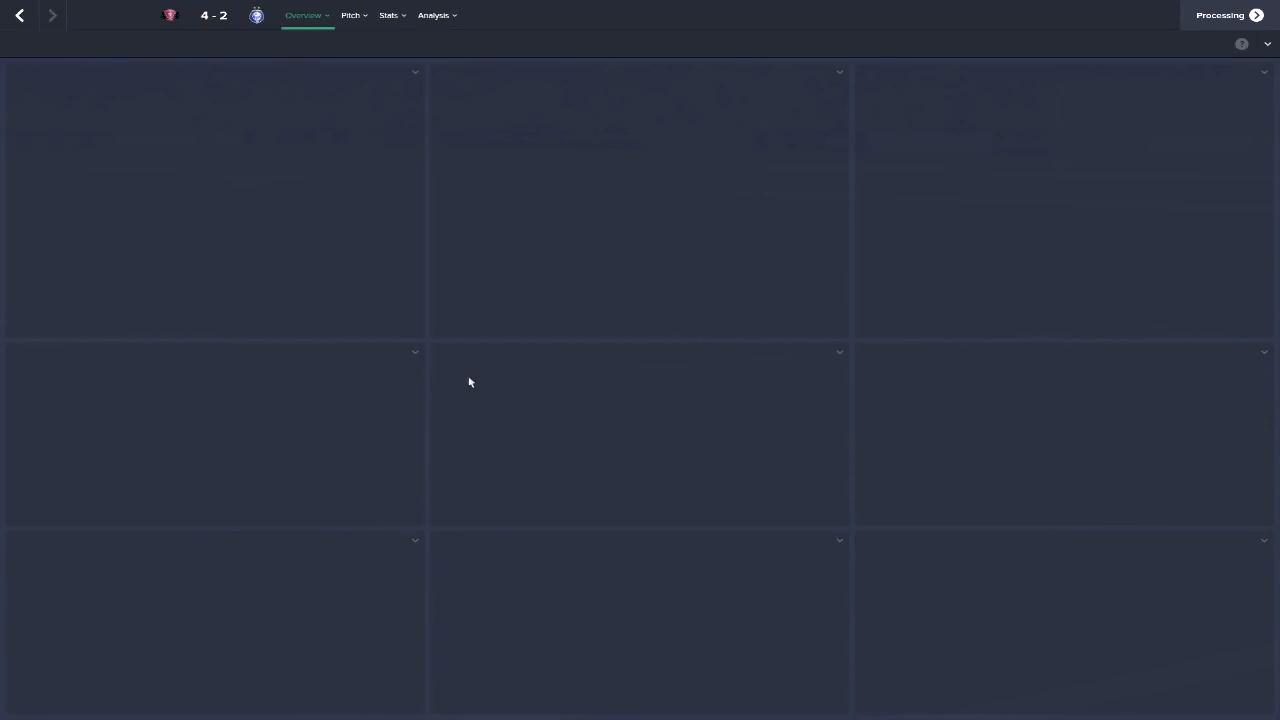 4 - 2
Overview
Pitch
Stats
Analysis
Processing
?